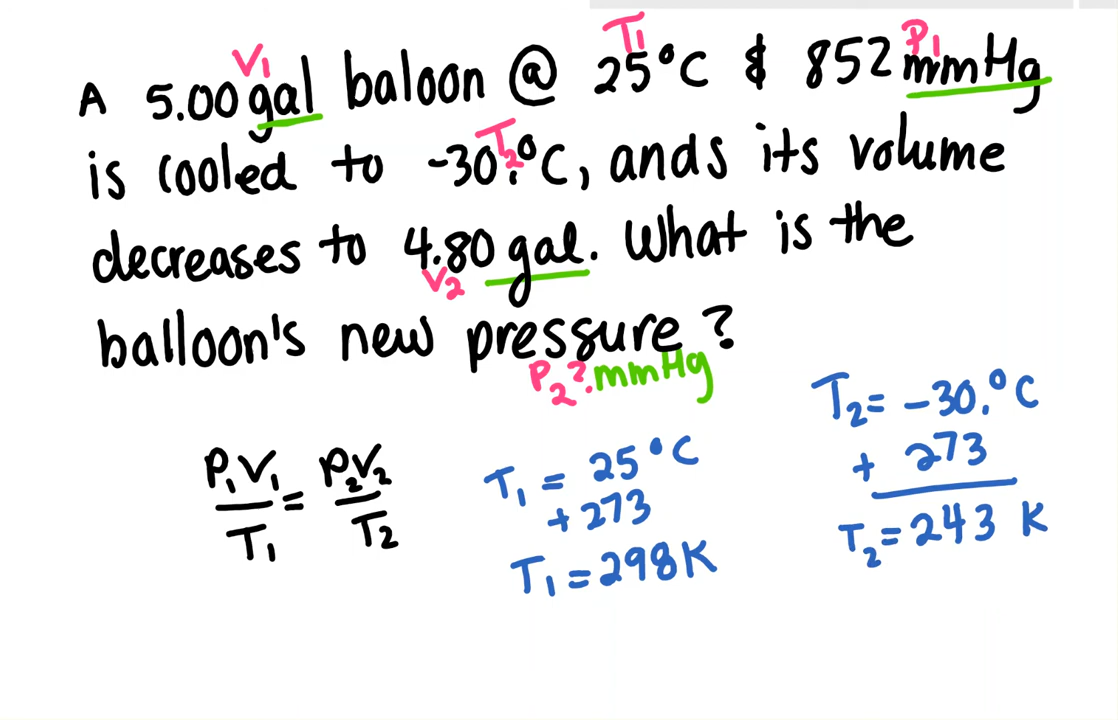 V₁ T₁ P₁
A 5.00 gal baloon @ 25°C & 852 mmHg
T₂
is cooled to -30.°C, ands its volume
decreases to 4.80 gal. What is the
V₂
balloon's new pressure?
P₂?. mmHg
P₁V₁/T₁ = P₂V₂/T₂
T₁ = 25°C
+273
T₁ = 298K
T₂ = -30.°C
+ 273
T₂ = 243 K